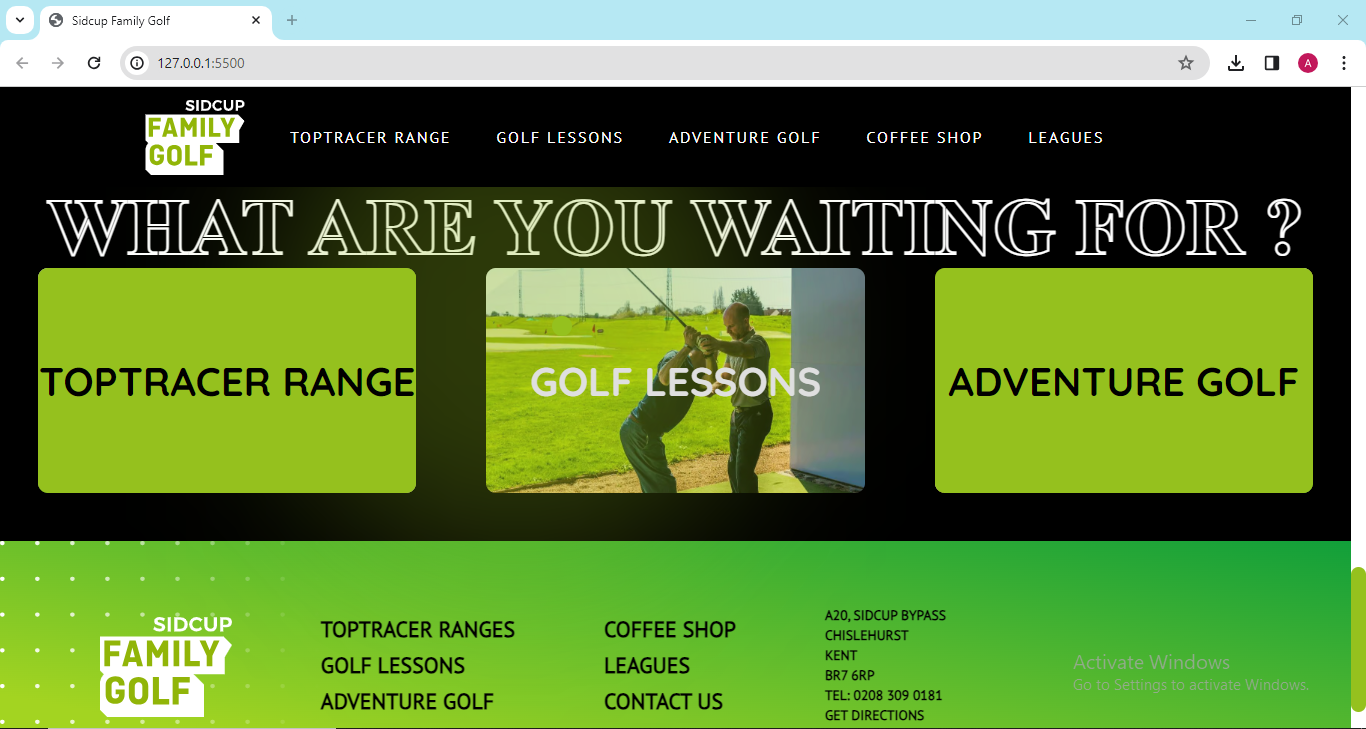 Sidcup Family Golf
127.0.0.1:5500
A
SIDCUP
FAMILY
GOLF
TOPTRACER RANGE GOLF LESSONS ADVENTURE GOLF COFFEE SHOP LEAGUES
WHAT ARE YOU WAITING FOR ?
TOPTRACER RANGE
GOLF LESSONS
ADVENTURE GOLF
SIDCUP
FAMILY
GOLF
TOPTRACER RANGES
GOLF LESSONS
ADVENTURE GOLF
COFFEE SHOP
LEAGUES
CONTACT US
A20, SIDCUP BYPASS
CHISLEHURST
KENT
BR7 6RP
TEL: 0208 309 0181
GET DIRECTIONS
Activate Windows
Go to Settings to activate Windows.